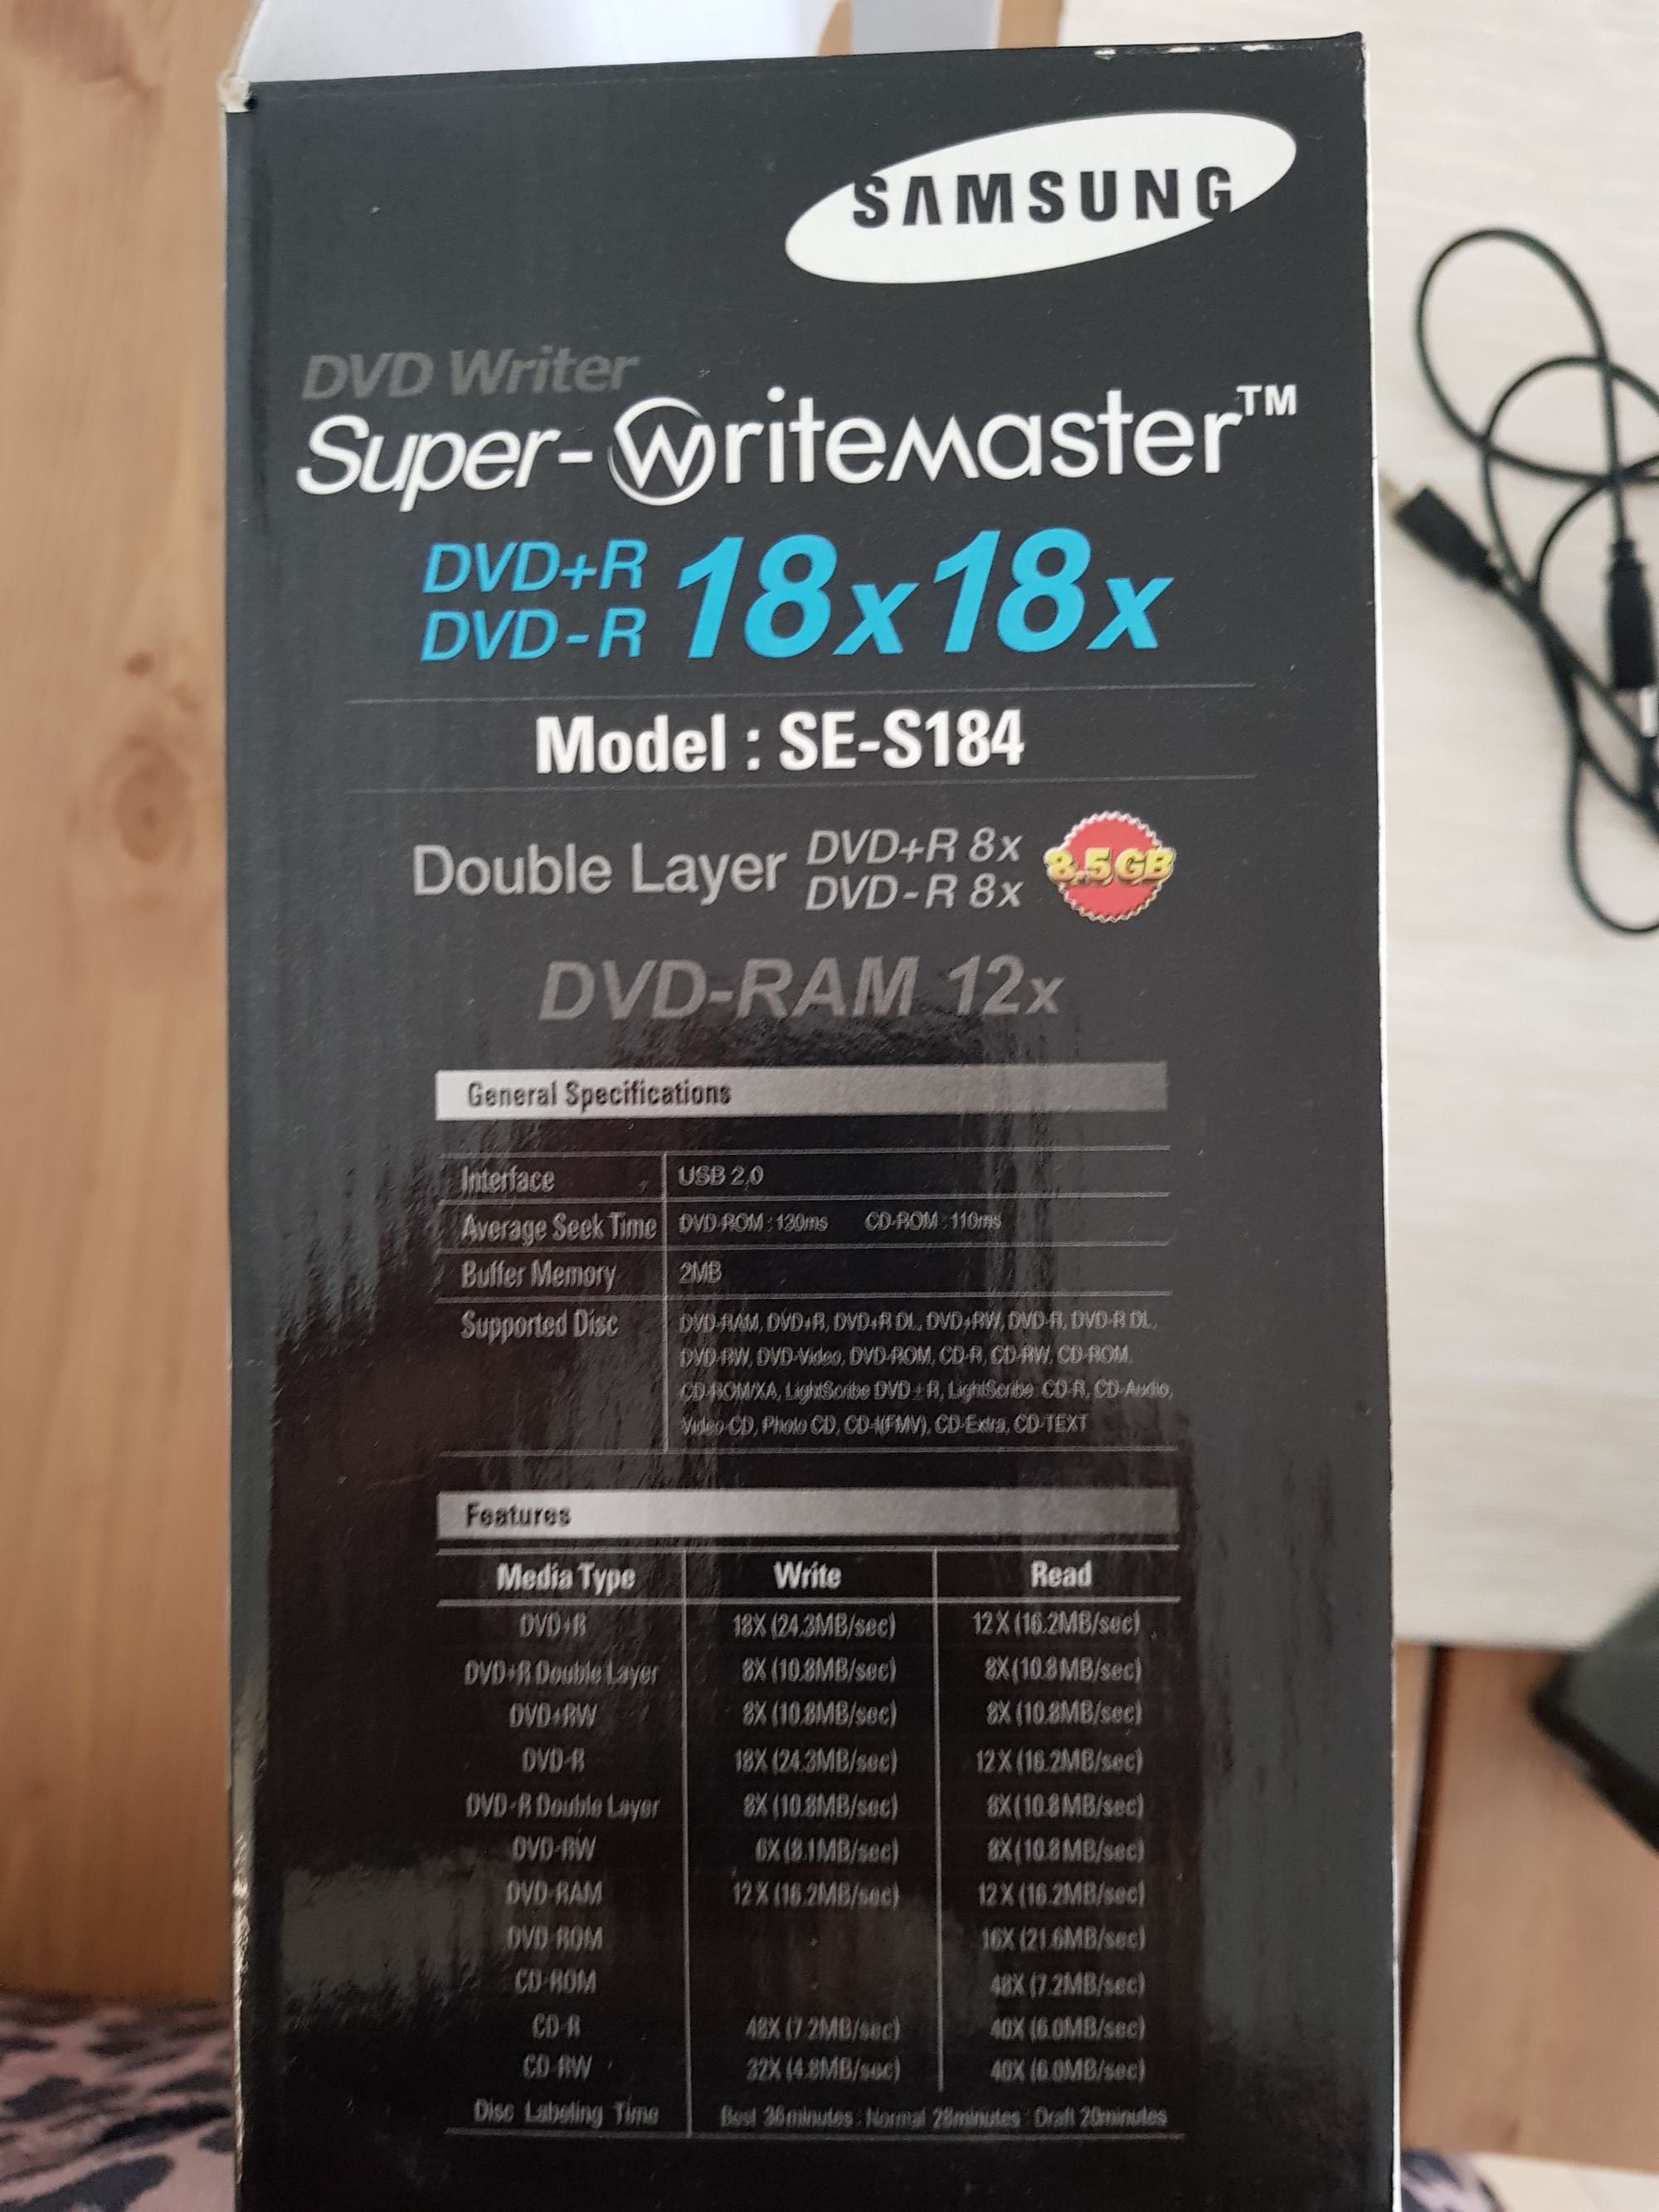 SAMSUNG
DVD Writer
Super-WriteMaster™
DVD+R
DVD-R
18x18x
Model : SE-S184
Double Layer
DVD+R 8x
DVD-R 8x
8.5GB
DVD-RAM 12x
General Specifications
Interface USB 2.0
Average Seek Time DVD-ROM : 130ms CD-ROM : 110ms
Buffer Memory 2MB
Supported Disc DVD-RAM, DVD+R, DVD+R DL, DVD+RW, DVD-R, DVD-R DL,
DVD-RW, DVD-Video, DVD-ROM, CD-R, CD-RW, CD-ROM,
CD-ROM/XA, LightScribe DVD±R, LightScribe CD-R, CD-Audio,
Video CD, Photo CD, CD-I(FMV), CD-Extra, CD-TEXT
Features
Media Type Write Read
DVD+R 18X (24.3MB/sec) 12X (16.2MB/sec)
DVD+R Double Layer 8X (10.8MB/sec) 8X (10.8MB/sec)
DVD+RW 8X (10.8MB/sec) 8X (10.8MB/sec)
DVD-R 18X (24.3MB/sec) 12X (16.2MB/sec)
DVD-R Double Layer 8X (10.8MB/sec) 8X (10.8MB/sec)
DVD-RW 6X (8.1MB/sec) 8X (10.8MB/sec)
DVD-RAM 12X (16.2MB/sec) 12X (16.2MB/sec)
DVD-ROM 16X (21.6MB/sec)
CD-ROM 48X (7.2MB/sec)
CD-R 48X (7.2MB/sec) 40X (6.0MB/sec)
CD-RW 32X (4.8MB/sec) 40X (6.0MB/sec)
Disc Labeling Time Best 36minutes : Normal 28minutes : Draft 20minutes